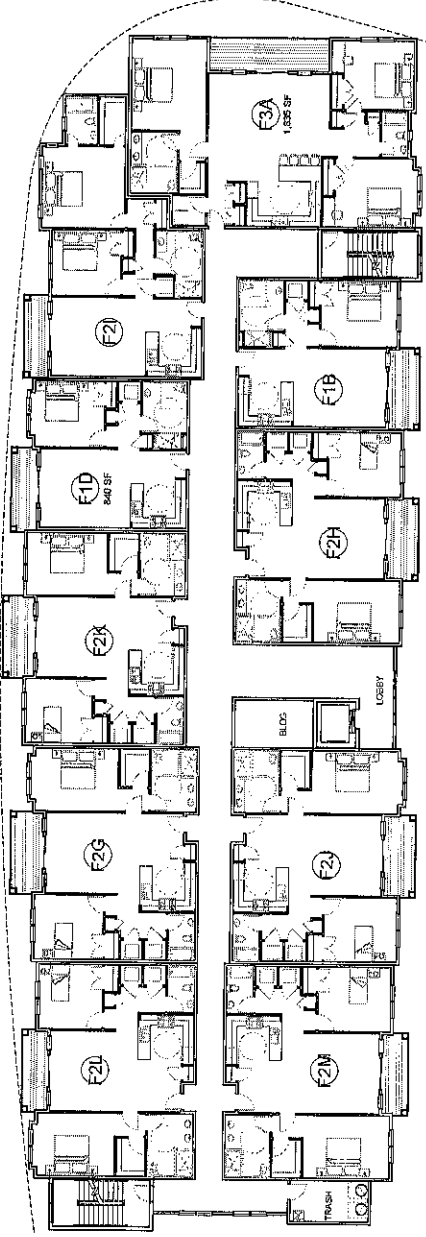 F3A
1,835 SF
F2I
F1B
F1D
840 SF
F2H
F2K
LOBBY
BLDG
F2G
F2J
F2L
F2M
TRASH